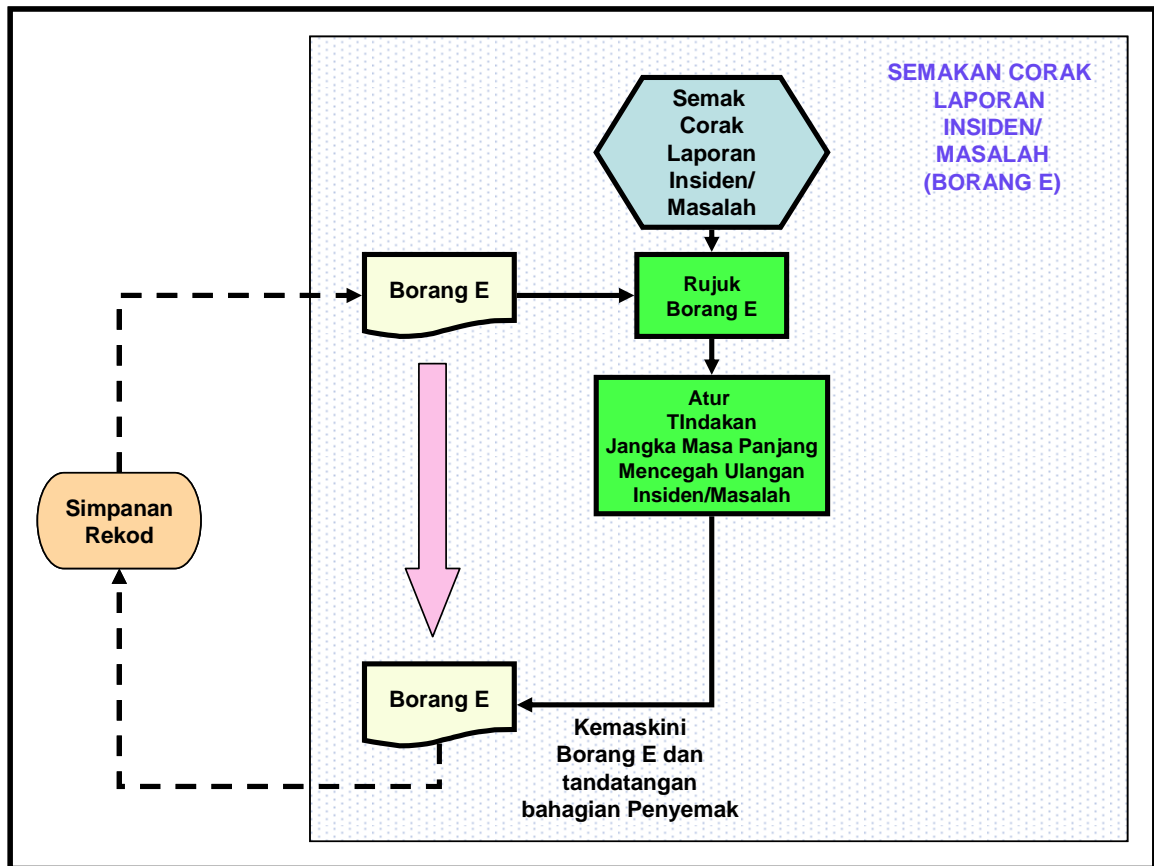 SEMAKAN CORAK
LAPORAN
INSIDEN/
MASALAH
(BORANG E)
Semak
Corak
Laporan
Insiden/
Masalah
Borang E
Rujuk
Borang E
Atur
TIndakan
Jangka Masa Panjang
Mencegah Ulangan
Insiden/Masalah
Simpanan
Rekod
Borang E
Kemaskini
Borang E dan
tandatangan
bahagian Penyemak